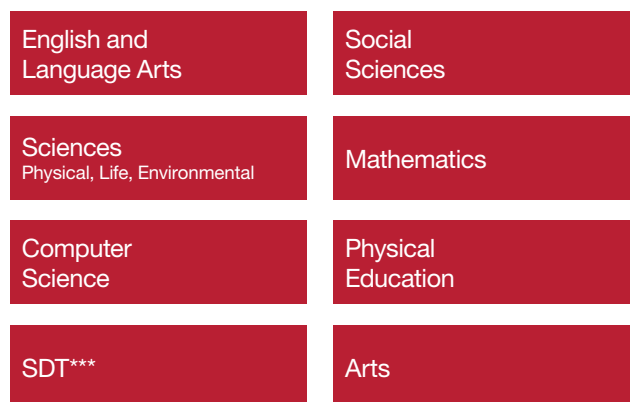 English and
Language Arts
Social
Sciences
Sciences
Physical, Life, Environmental
Mathematics
Computer
Science
Physical
Education
SDT***
Arts